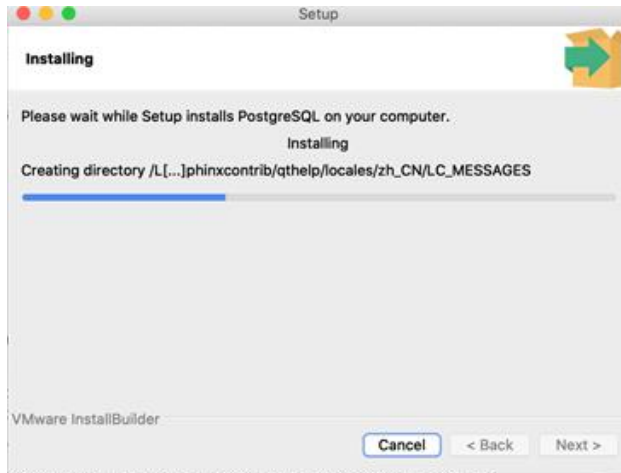 Setup
Installing
Please wait while Setup installs PostgreSQL on your computer.
Installing
Creating directory /L[...]phinxcontrib/qthelp/locales/zh_CN/LC_MESSAGES
VMware InstallBuilder
Cancel
< Back
Next >